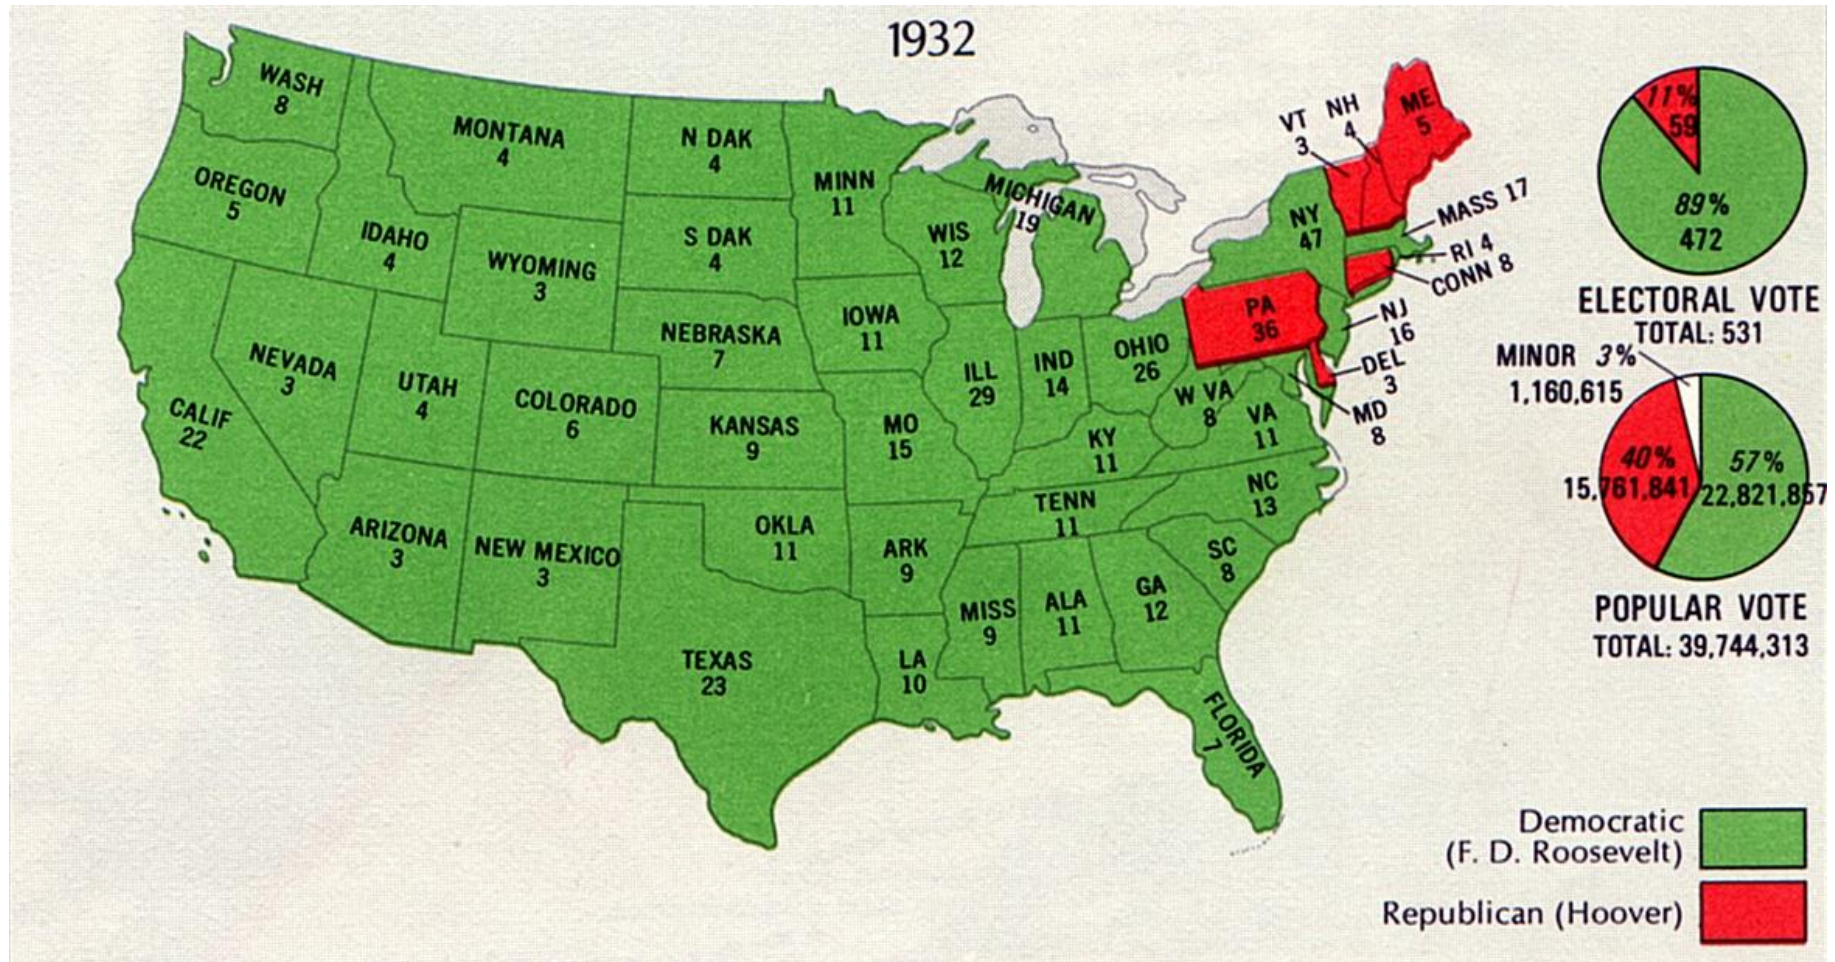 1932
WASH
8
MONTANA
4
N DAK
4
MINN
11
OREGON
5
IDAHO
4
WYOMING
3
S DAK
4
WIS
12
MICHIGAN
19
VT
3
NH
4
ME
5
NY
47
MASS 17
RI 4
CONN 8
NEVADA
3
UTAH
4
COLORADO
6
NEBRASKA
7
IOWA
11
ILL
29
IND
14
OHIO
26
PA
36
NJ
16
DEL
3
MD
8
CALIF
22
KANSAS
9
MO
15
KY
11
W VA
8
VA
11
ARIZONA
3
NEW MEXICO
3
OKLA
11
ARK
9
TENN
11
NC
13
SC
8
TEXAS
23
LA
10
MISS
9
ALA
11
GA
12
FLORIDA
7
11%
59
89%
472
ELECTORAL VOTE
TOTAL: 531
MINOR 3%
1,160,615
40%
15,761,841
57%
22,821,857
POPULAR VOTE
TOTAL: 39,744,313
Democratic
(F. D. Roosevelt)
Republican (Hoover)